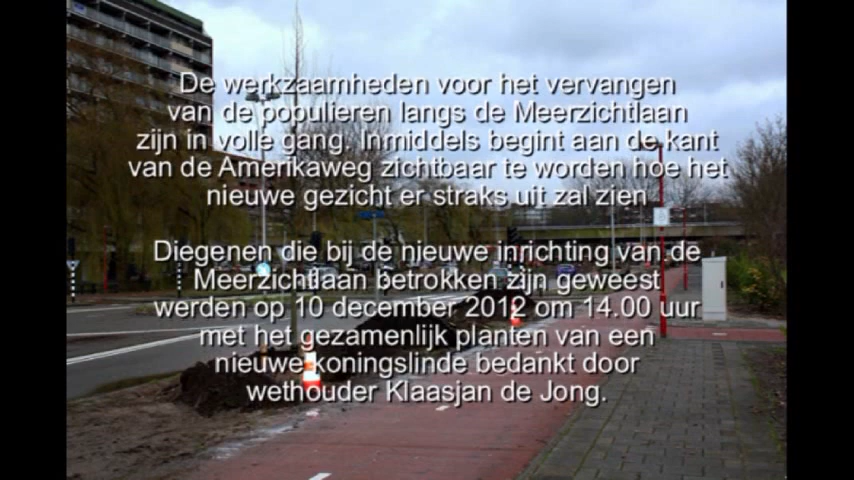 De werkzaamheden voor het vervangen
van de populieren langs de Meerzichtlaan
zijn in volle gang. Inmiddels begint aan de kant
van de Amerikaweg zichtbaar te worden hoe het
nieuwe gezicht er straks uit zal zien
Diegenen die bij de nieuwe inrichting van de
Meerzichtlaan betrokken zijn geweest
werden op 10 december 2012 om 14.00 uur
met het gezamenlijk planten van een
nieuwe koningslinde bedankt door
wethouder Klaasjan de Jong.